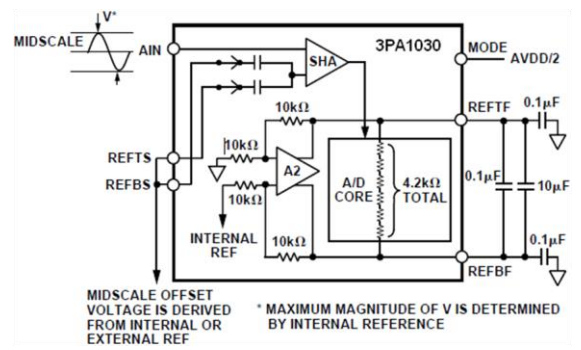 V*
MIDSCALE
AIN
SHA
3PA1030
MODE
AVDD/2
REFTF
0.1µF
10kΩ
10kΩ
REFTS
REFBS
A2
10kΩ
A/D
CORE
4.2kΩ
TOTAL
0.1µF
10µF
INTERNAL
REF
10kΩ
0.1µF
REFBF
MIDSCALE OFFSET
VOLTAGE IS DERIVED
FROM INTERNAL OR
EXTERNAL REF
* MAXIMUM MAGNITUDE OF V IS DETERMINED
BY INTERNAL REFERENCE